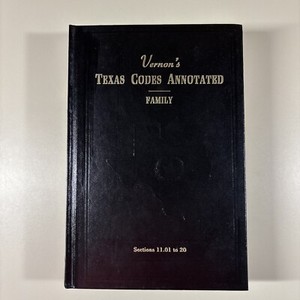 Vernon's
TEXAS CODES ANNOTATED
FAMILY
Sections 11.01 to 20